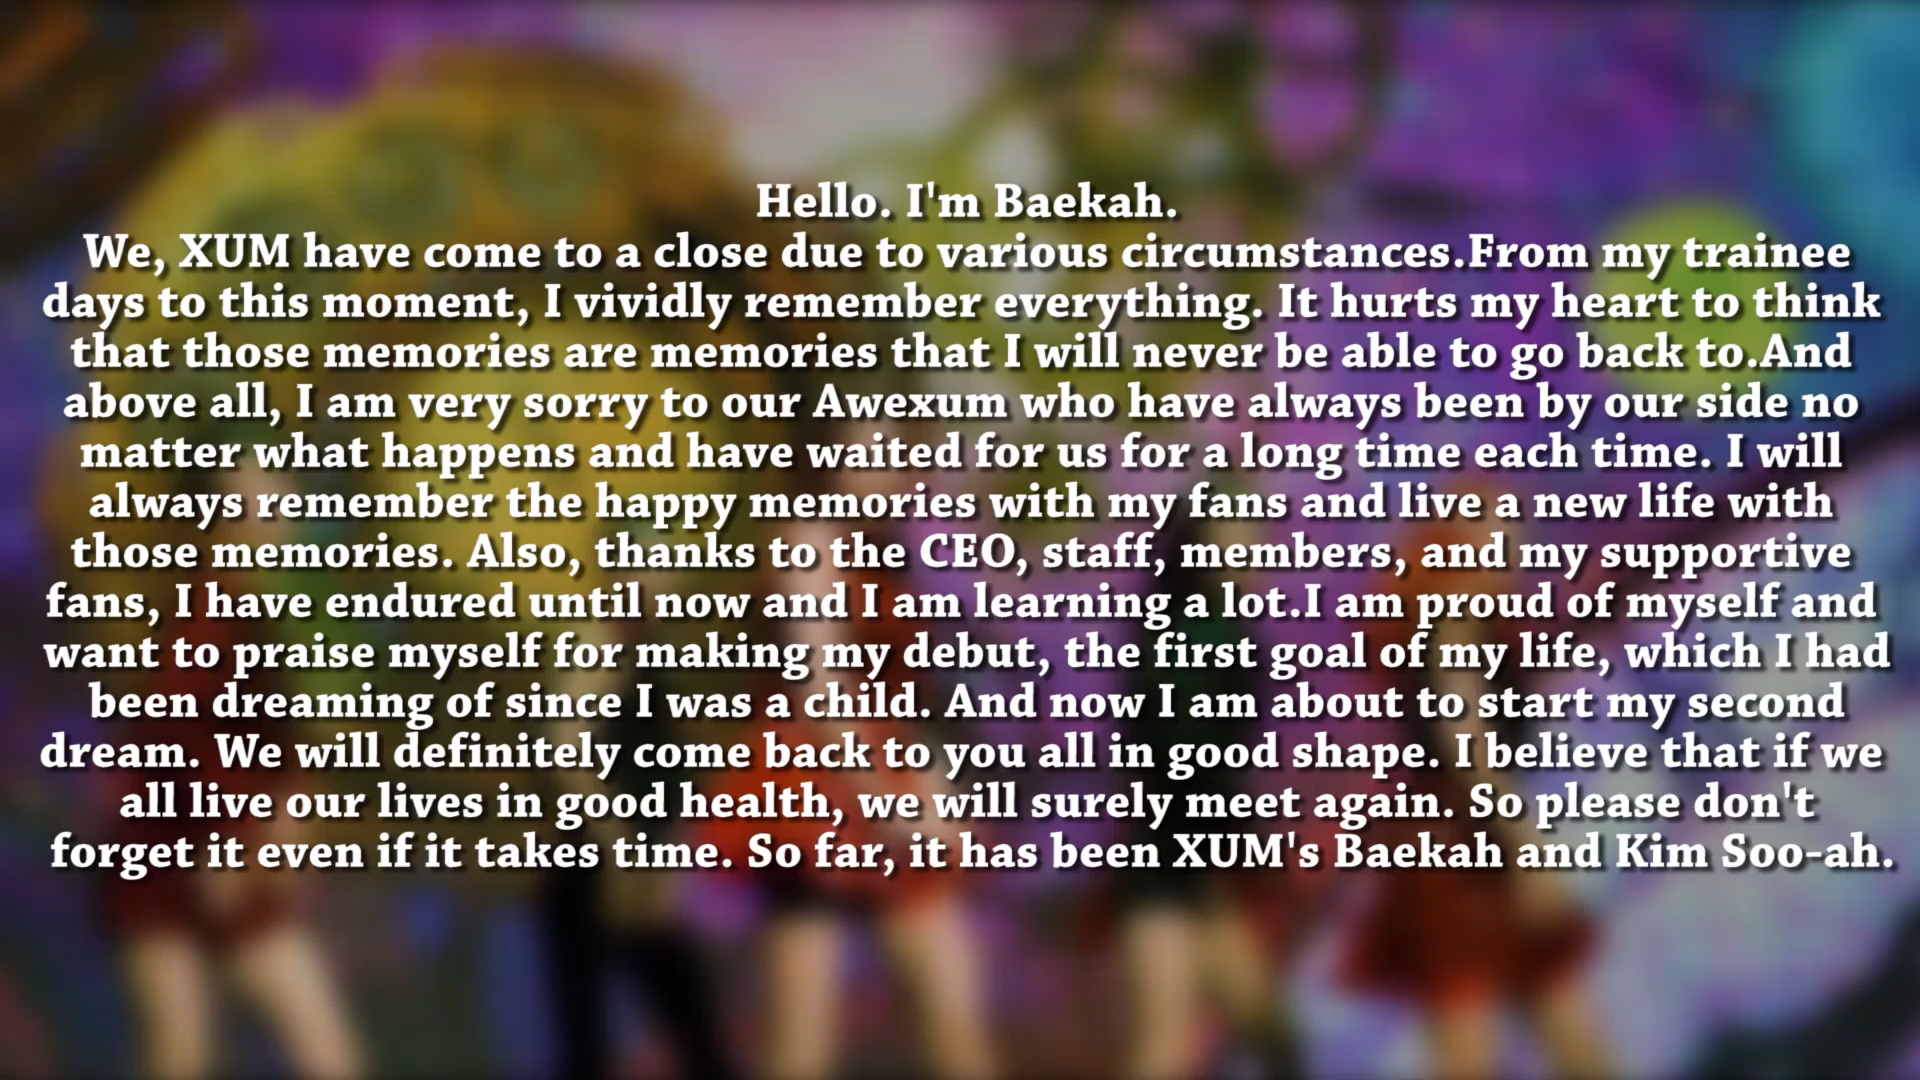 Hello. I'm Baekah.
We, XUM have come to a close due to various circumstances.From my trainee
days to this moment, I vividly remember everything. It hurts my heart to think
that those memories are memories that I will never be able to go back to.And
above all, I am very sorry to our Awexum who have always been by our side no
matter what happens and have waited for us for a long time each time. I will
always remember the happy memories with my fans and live a new life with
those memories. Also, thanks to the CEO, staff, members, and my supportive
fans, I have endured until now and I am learning a lot.I am proud of myself and
want to praise myself for making my debut, the first goal of my life, which I had
been dreaming of since I was a child. And now I am about to start my second
dream. We will definitely come back to you all in good shape. I believe that if we
all live our lives in good health, we will surely meet again. So please don't
forget it even if it takes time. So far, it has been XUM's Baekah and Kim Soo-ah.